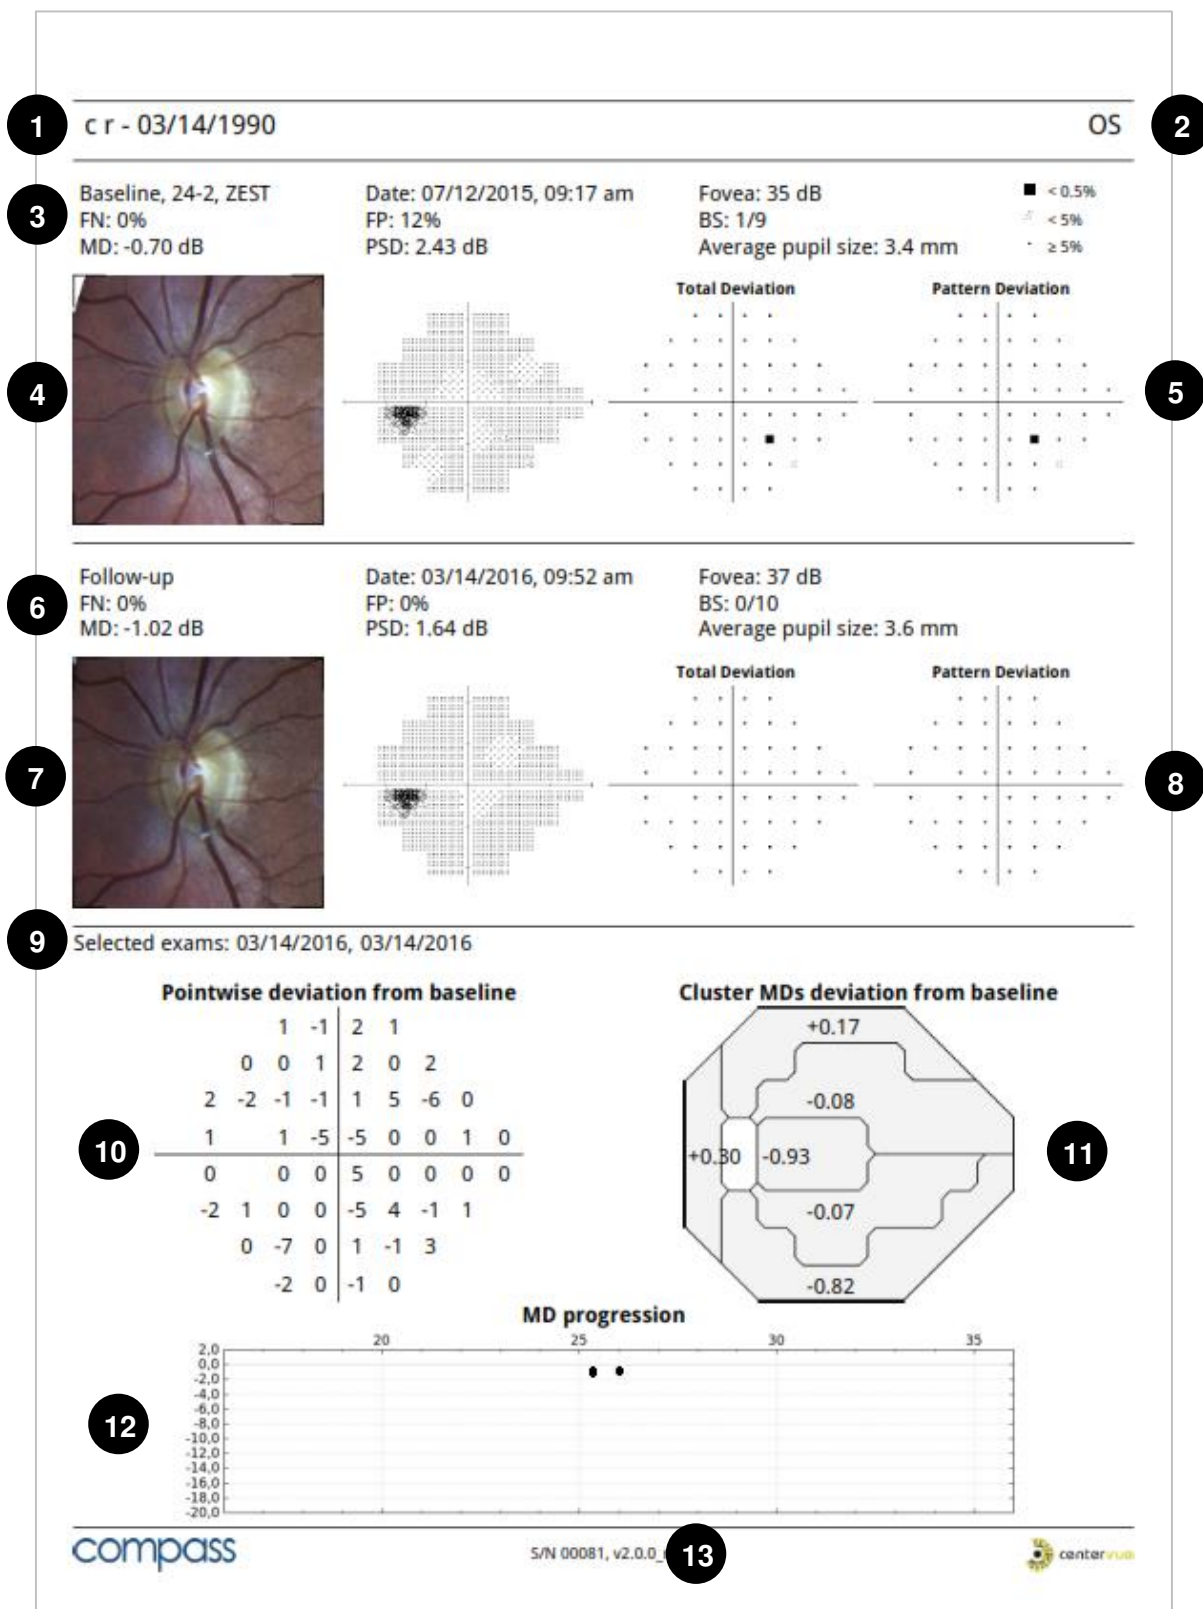 1 c r - 03/14/1990 OS 2
3 Baseline, 24-2, ZEST Date: 07/12/2015, 09:17 am Fovea: 35 dB ■ < 0.5%
FN: 0% FP: 12% BS: 1/9 < 5%
MD: -0.70 dB PSD: 2.43 dB Average pupil size: 3.4 mm ≥ 5%
Total Deviation Pattern Deviation
4 5
Follow-up Date: 03/14/2016, 09:52 am Fovea: 37 dB
6 FN: 0% FP: 0% BS: 0/10
MD: -1.02 dB PSD: 1.64 dB Average pupil size: 3.6 mm
Total Deviation Pattern Deviation
7 8
9 Selected exams: 03/14/2016, 03/14/2016
Pointwise deviation from baseline
1 -1 2 1
0 0 1 2 0 2
2 -2 -1 -1 1 5 -6 0
1 1 -5 -5 0 0 1 0
0 0 0 5 0 0 0 0
-2 1 0 0 -5 4 -1 1
0 -7 0 1 -1 3
-2 0 -1 0
10
Cluster MDs deviation from baseline
+0.17
-0.08
+0.30 -0.93
-0.07
-0.82
11
MD progression
20 25 30 35
2,0
0,0
-2,0
-4,0
-6,0
-8,0
-10,0
-12,0
-14,0
-16,0
-18,0
-20,0
12
compass S/N 00081, v2.0.0_ 13 centervue